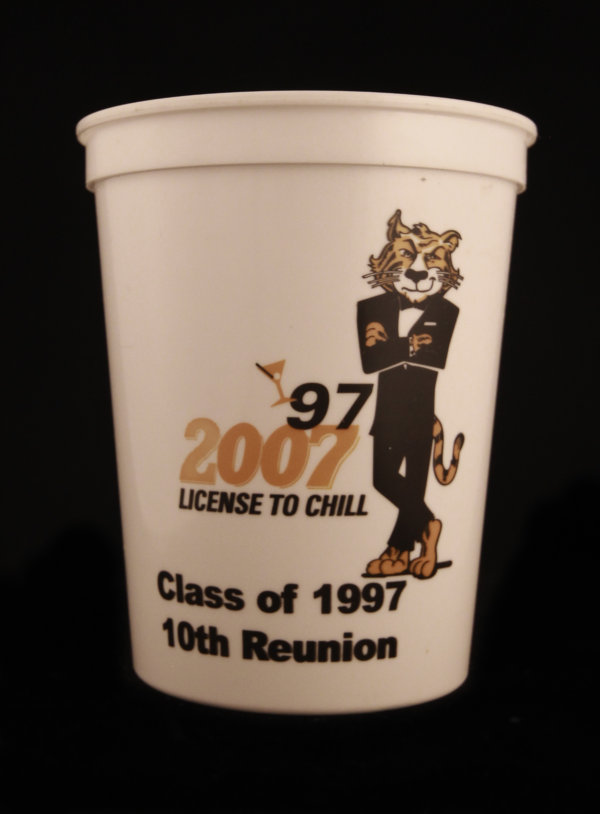 '97
2007
LICENSE TO CHILL
Class of 1997
10th Reunion